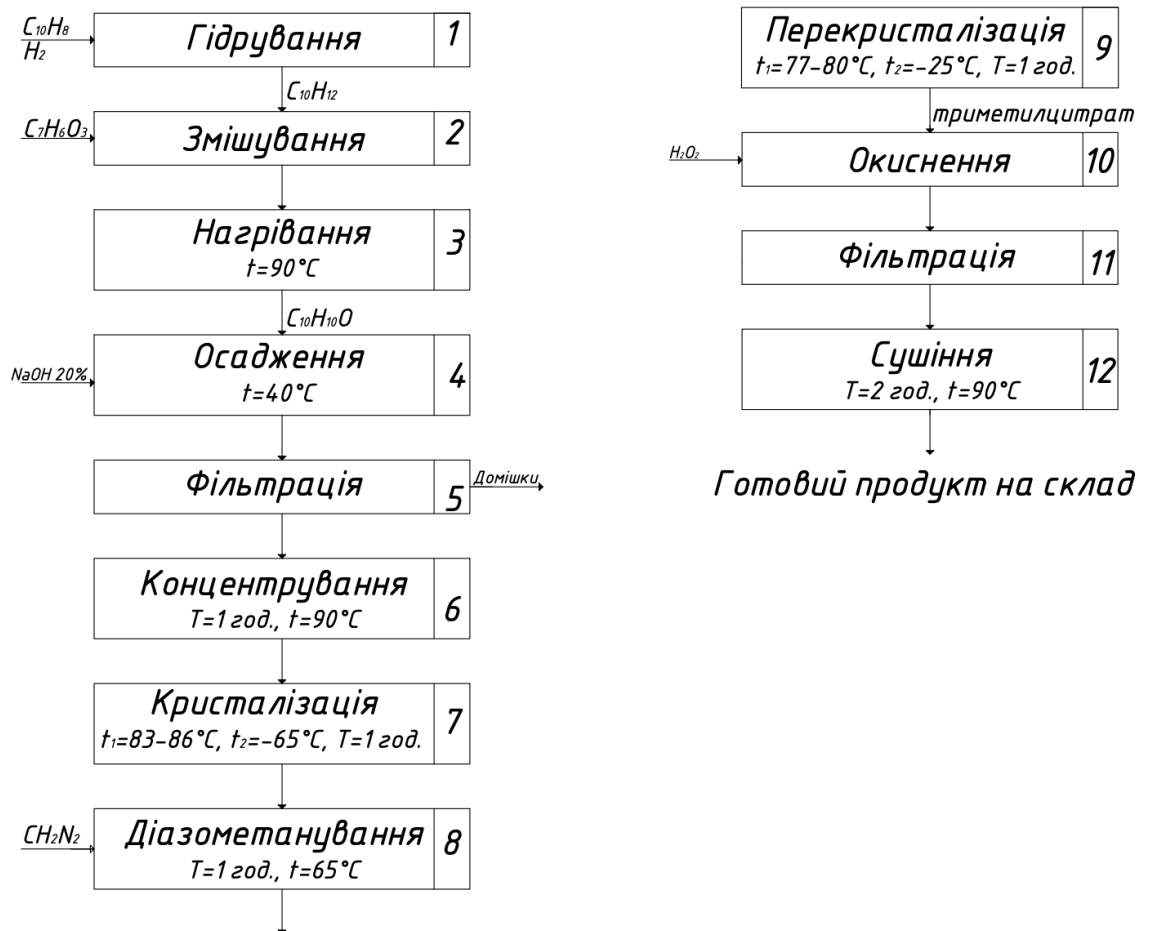 C₁₀H₈
H₂
Гідрування
1
C₁₀H₁₂
C₇H₆O₃
Змішування
2
Нагрівання
3
t=90°C
C₁₀H₁₀O
NaOH 20%
Осадження
4
t=40°C
Фільтрація
5
Домішки
Концентрування
6
T=1 год., t=90°C
Кристалізація
7
t₁=83-86°C, t₂=-65°C, T=1 год.
CH₂N₂
Діазометанування
8
T=1 год., t=65°C
Перекристалізація
9
t₁=77-80°C, t₂=-25°C, T=1 год.
триметилцитрат
H₂O₂
Окиснення
10
Фільтрація
11
Сушіння
12
T=2 год., t=90°C
Готовий продукт на склад